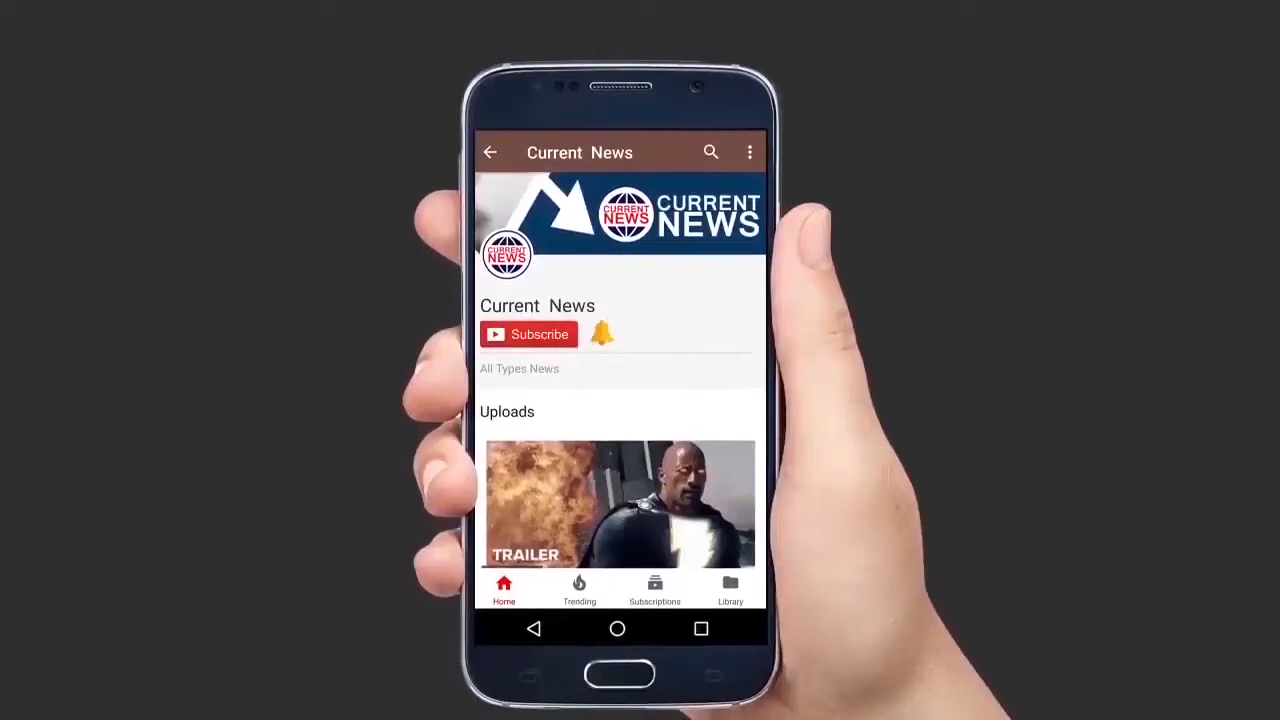 Current News
CURRENT
NEWS
CURRENT
NEWS
CURRENT
NEWS
Current News
Subscribe
All Types News
Uploads
TRAILER
Home Trending Subscriptions Library